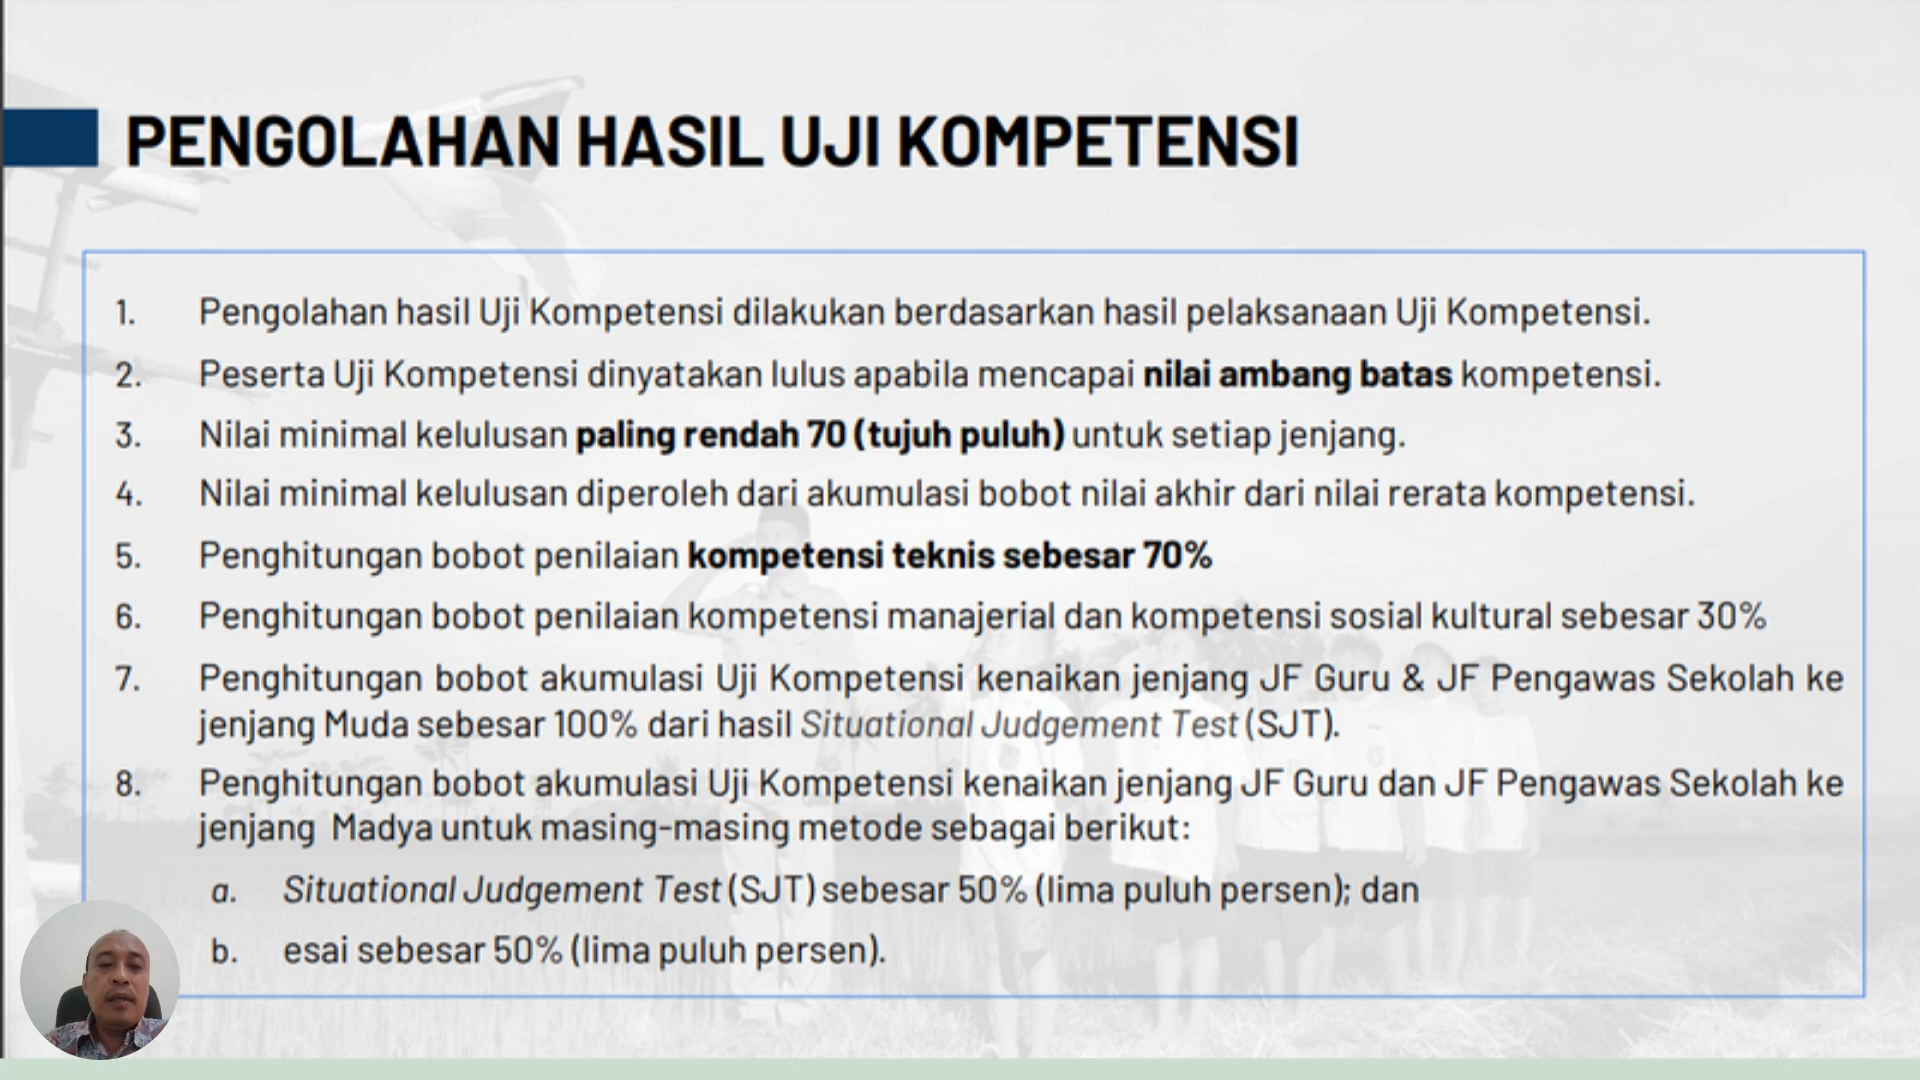 PENGOLAHAN HASIL UJI KOMPETENSI
1. Pengolahan hasil Uji Kompetensi dilakukan berdasarkan hasil pelaksanaan Uji Kompetensi.
2. Peserta Uji Kompetensi dinyatakan lulus apabila mencapai nilai ambang batas kompetensi.
3. Nilai minimal kelulusan paling rendah 70 (tujuh puluh) untuk setiap jenjang.
4. Nilai minimal kelulusan diperoleh dari akumulasi bobot nilai akhir dari nilai rerata kompetensi.
5. Penghitungan bobot penilaian kompetensi teknis sebesar 70%
6. Penghitungan bobot penilaian kompetensi manajerial dan kompetensi sosial kultural sebesar 30%
7. Penghitungan bobot akumulasi Uji Kompetensi kenaikan jenjang JF Guru & JF Pengawas Sekolah ke
jenjang Muda sebesar 100% dari hasil Situational Judgement Test (SJT).
8. Penghitungan bobot akumulasi Uji Kompetensi kenaikan jenjang JF Guru dan JF Pengawas Sekolah ke
jenjang Madya untuk masing-masing metode sebagai berikut:
a. Situational Judgement Test (SJT) sebesar 50% (lima puluh persen); dan
b. esai sebesar 50% (lima puluh persen).